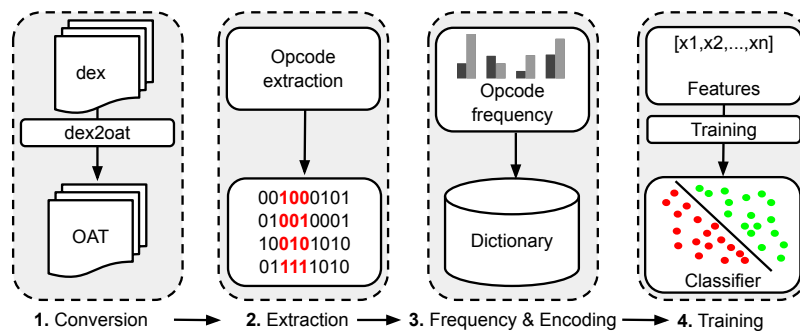 dex
dex2oat
OAT
Opcode
extraction
001000101
010010001
100101010
011111010
Opcode
frequency
Dictionary
[x1,x2,...,xn]
Features
Training
Classifier
1. Conversion
2. Extraction
3. Frequency & Encoding
4. Training